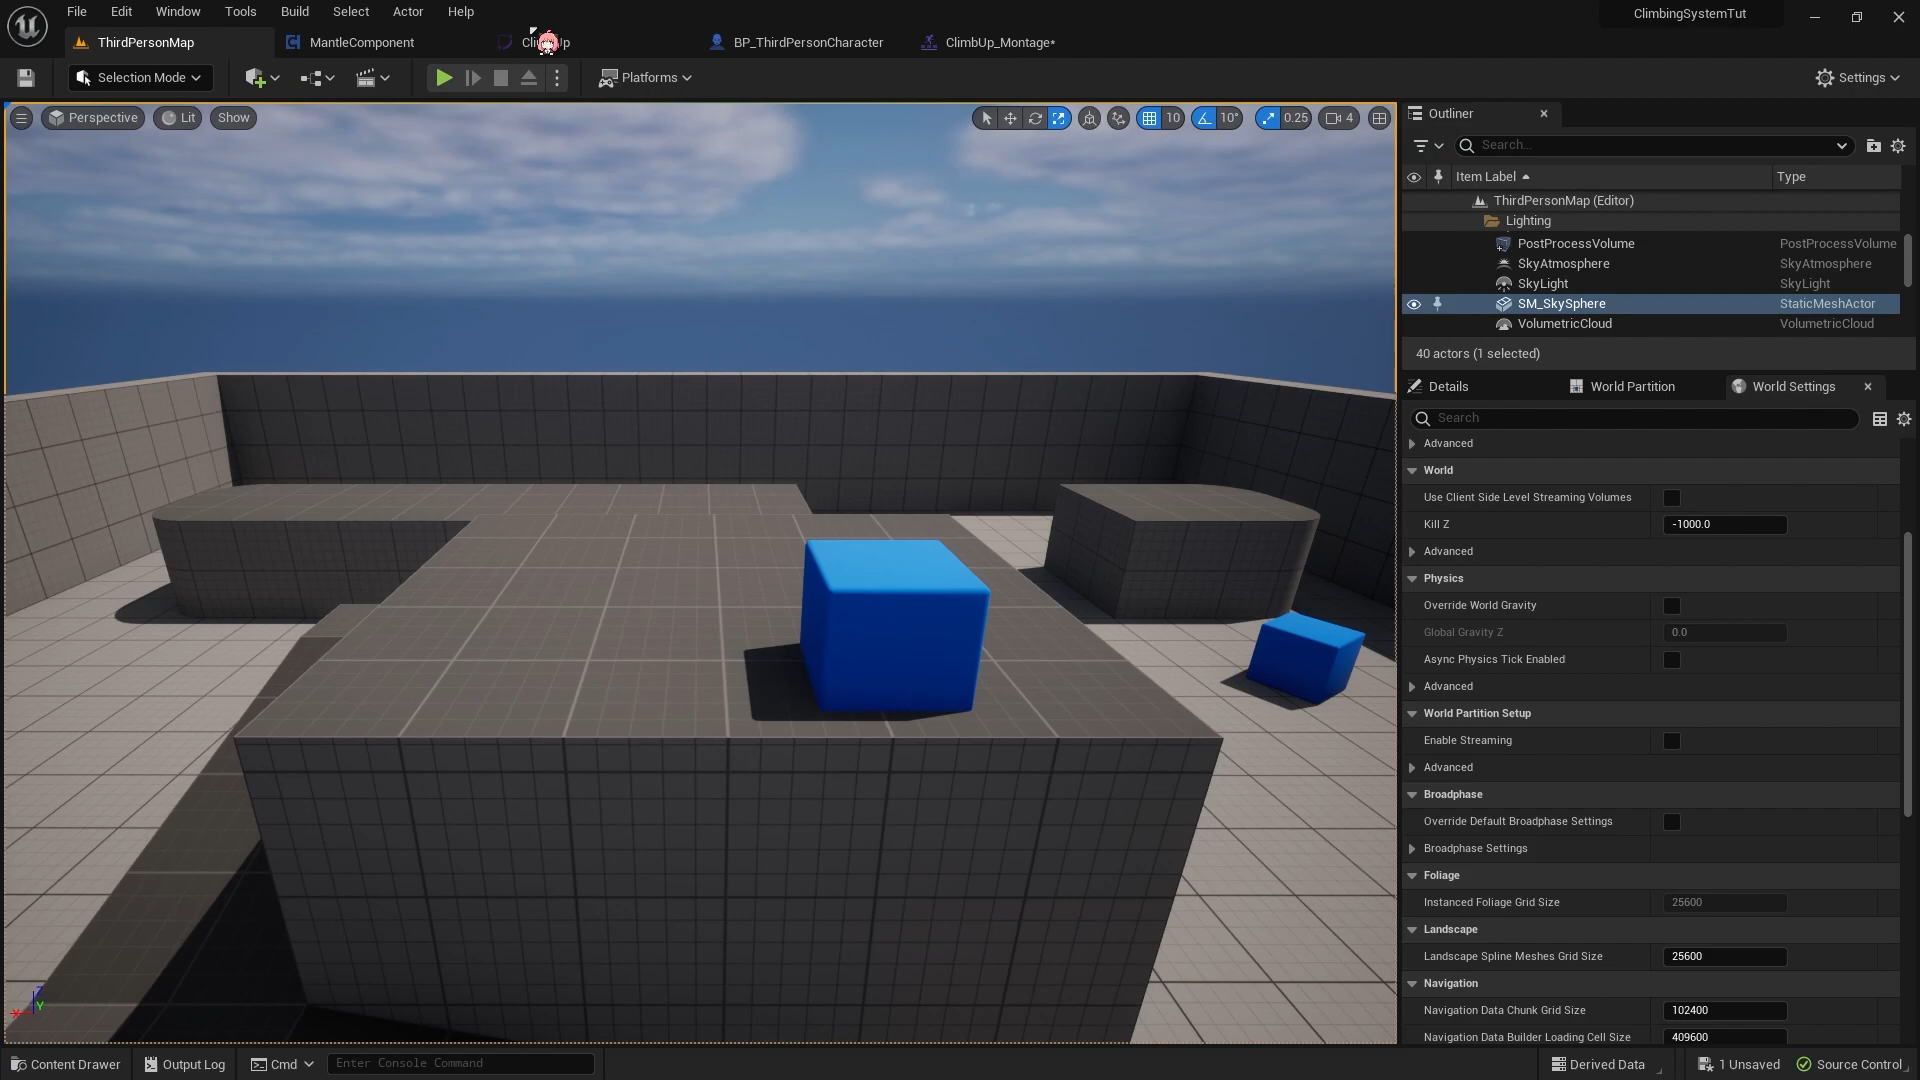 File Edit Window Tools Build Select Actor Help
ClimbingSystemTut
ThirdPersonMap
MantleComponent
BP_ThirdPersonCharacter
ClimbUp_Montage*
Selection Mode
Platforms
Settings
Perspective Lit Show
10 10° 0.25 4
Outliner
Search...
Item Label Type
ThirdPersonMap (Editor)
Lighting
PostProcessVolume PostProcessVolume
SkyAtmosphere SkyAtmosphere
SkyLight SkyLight
SM_SkySphere StaticMeshActor
VolumetricCloud VolumetricCloud
40 actors (1 selected)
Details World Partition World Settings
Search
Advanced
World
Use Client Side Level Streaming Volumes
Kill Z -1000.0
Advanced
Physics
Override World Gravity
Global Gravity Z 0.0
Async Physics Tick Enabled
Advanced
World Partition Setup
Enable Streaming
Advanced
Broadphase
Override Default Broadphase Settings
Broadphase Settings
Foliage
Instanced Foliage Grid Size 25600
Landscape
Landscape Spline Meshes Grid Size 25600
Navigation
Navigation Data Chunk Grid Size 102400
Navigation Data Builder Loading Cell Size 409600
Z
Y
X
Content Drawer Output Log Cmd Enter Console Command
Derived Data 1 Unsaved Source Control